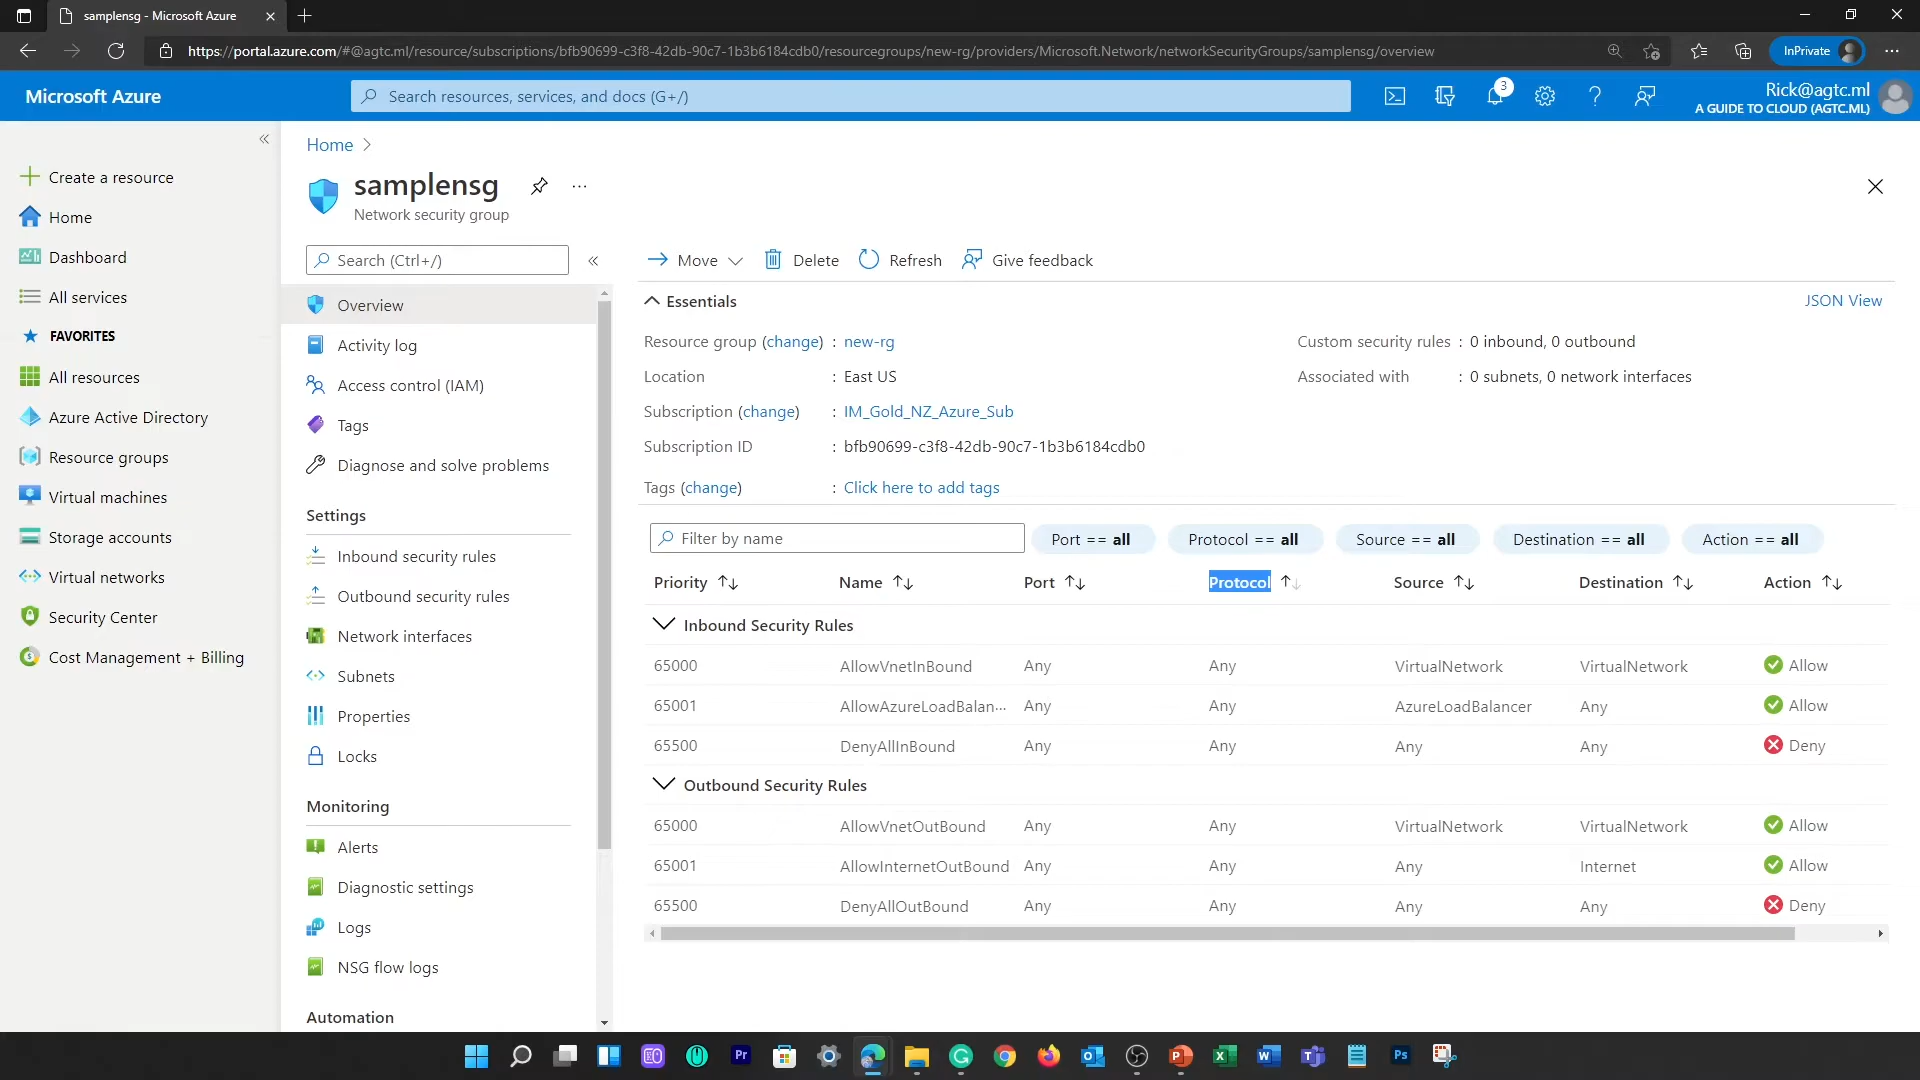 samplensg - Microsoft Azure
https://portal.azure.com/#@agtc.ml/resource/subscriptions/bfb90699-c3f8-42db-90c7-1b3b6184cdb0/resourcegroups/new-rg/providers/Microsoft.Network/networkSecurityGroups/samplensg/overview
InPrivate
Microsoft Azure
Search resources, services, and docs (G+/)
3
Rick@agtc.ml
A GUIDE TO CLOUD (AGTC.ML)
Create a resource
Home
Dashboard
All services
FAVORITES
All resources
Azure Active Directory
Resource groups
Virtual machines
Storage accounts
Virtual networks
Security Center
Cost Management + Billing
Home >
samplensg
Network security group
Search (Ctrl+/)
Overview
Activity log
Access control (IAM)
Tags
Diagnose and solve problems
Settings
Inbound security rules
Outbound security rules
Network interfaces
Subnets
Properties
Locks
Monitoring
Alerts
Diagnostic settings
Logs
NSG flow logs
Automation
Move Delete Refresh Give feedback
Essentials JSON View
Resource group (change) : new-rg
Location : East US
Subscription (change) : IM_Gold_NZ_Azure_Sub
Subscription ID : bfb90699-c3f8-42db-90c7-1b3b6184cdb0
Custom security rules : 0 inbound, 0 outbound
Associated with : 0 subnets, 0 network interfaces
Tags (change) : Click here to add tags
Filter by name Port == all Protocol == all Source == all Destination == all Action == all
Priority Name Port Protocol Source Destination Action
Inbound Security Rules
65000 AllowVnetInBound Any Any VirtualNetwork VirtualNetwork Allow
65001 AllowAzureLoadBalan... Any Any AzureLoadBalancer Any Allow
65500 DenyAllInBound Any Any Any Any Deny
Outbound Security Rules
65000 AllowVnetOutBound Any Any VirtualNetwork VirtualNetwork Allow
65001 AllowInternetOutBound Any Any Any Internet Allow
65500 DenyAllOutBound Any Any Any Any Deny